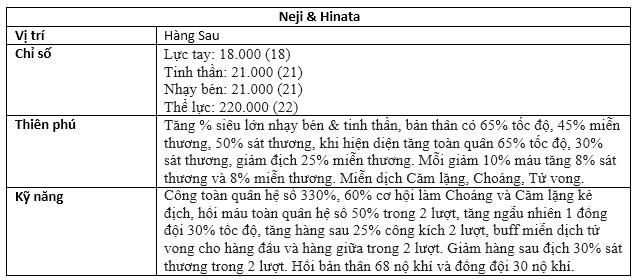 Neji & Hinata
Vị trí
Hàng Sau
Chỉ số
Lực tay: 18.000 (18)
Tinh thần: 21.000 (21)
Nhạy bén: 21.000 (21)
Thể lực: 220.000 (22)
Thiên phú
Tăng % siêu lớn nhạy bén & tinh thần, bản thân có 65% tốc độ, 45% miễn
thương, 50% sát thương, khi hiện diện tăng toàn quân 65% tốc độ, 30%
sát thương, giảm địch 25% miễn thương. Mỗi giảm 10% máu tăng 8% sát
thương và 8% miễn thương. Miễn dịch Câm lặng, Choáng, Tử vong.
Kỹ năng
Công toàn quân hệ số 330%, 60% cơ hội làm Choáng và Câm lặng kẻ
địch, hồi máu toàn quân hệ số 50% trong 2 lượt, tăng ngẫu nhiên 1 đồng
đội 30% tốc độ, tăng hàng sau 25% công kích 2 lượt, buff miễn dịch tử
vong cho hàng đầu và hàng giữa trong 2 lượt. Giảm hàng sau địch 30% sát
thương trong 2 lượt. Hồi bản thân 68 nộ khí và đồng đội 30 nộ khí.